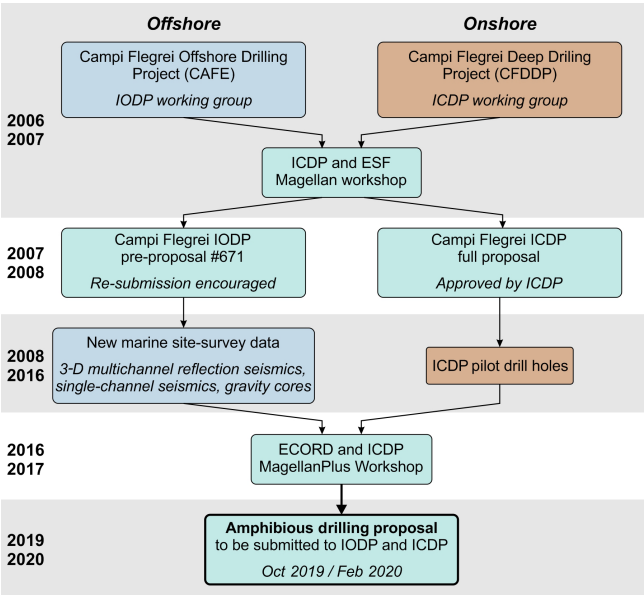 Offshore
Onshore
Campi Flegrei Offshore Drilling
Project (CAFE)
IODP working group
Campi Flegrei Deep Driling
Project (CFDDP)
ICDP working group
2006
2007
ICDP and ESF
Magellan workshop
2007
2008
Campi Flegrei IODP
pre-proposal #671
Re-submission encouraged
Campi Flegrei ICDP
full proposal
Approved by ICDP
2008
2016
New marine site-survey data
3-D multichannel reflection seismics,
single-channel seismics, gravity cores
ICDP pilot drill holes
2016
2017
ECORD and ICDP
MagellanPlus Workshop
2019
2020
Amphibious drilling proposal
to be submitted to IODP and ICDP
Oct 2019 / Feb 2020